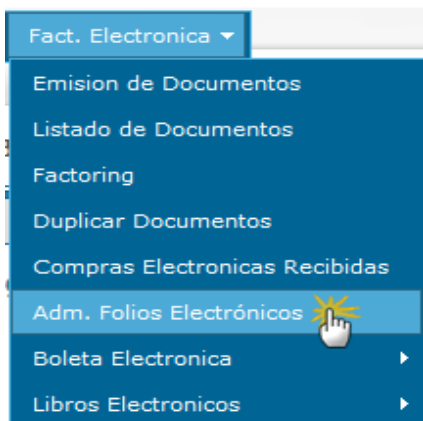 Fact. Electronica
Emision de Documentos
Listado de Documentos
Factoring
Duplicar Documentos
Compras Electronicas Recibidas
Adm. Folios Electrónicos
Boleta Electronica
Libros Electronicos